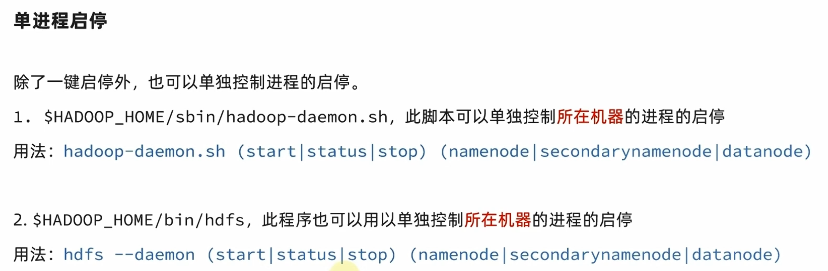 单进程启停
除了一键启停外，也可以单独控制进程的启停。
1. $HADOOP_HOME/sbin/hadoop-daemon.sh，此脚本可以单独控制所在机器的进程的启停
用法：hadoop-daemon.sh (start|status|stop) (namenode|secondarynamenode|datanode)
2. $HADOOP_HOME/bin/hdfs，此程序也可以用以单独控制所在机器的进程的启停
用法：hdfs --daemon (start|status|stop) (namenode|secondarynamenode|datanode)